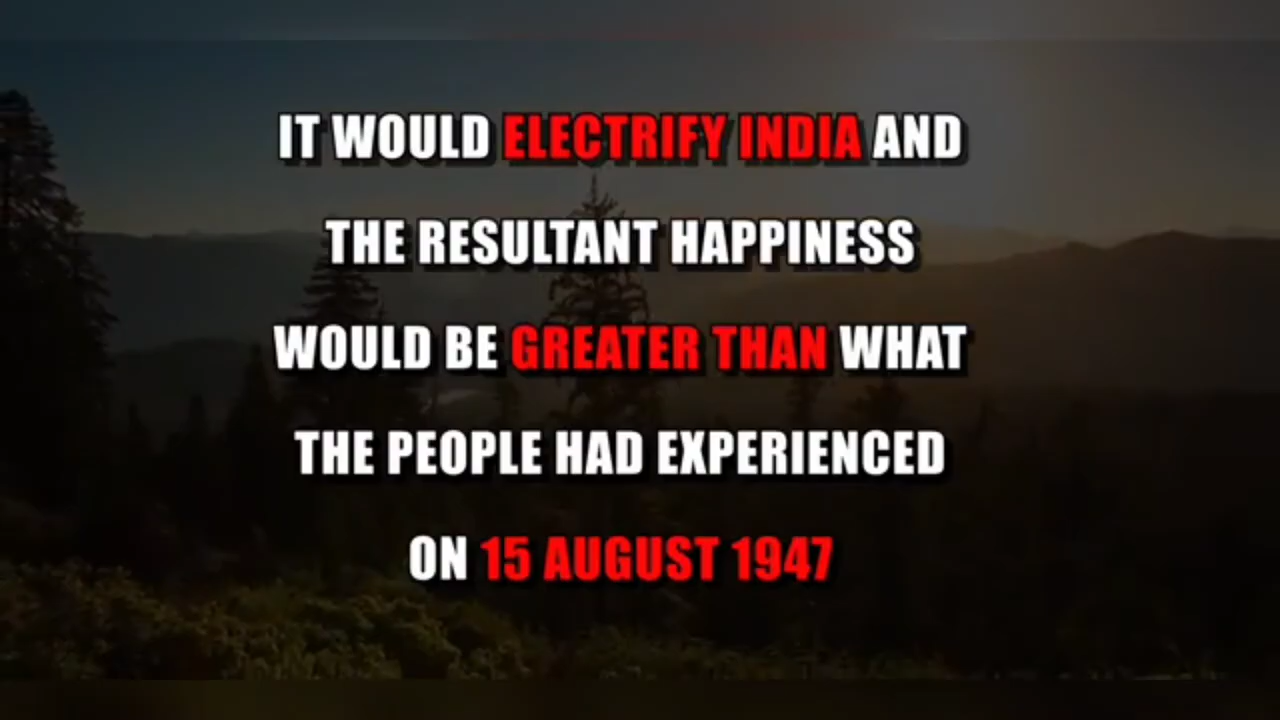 IT WOULD ELECTRIFY INDIA AND
THE RESULTANT HAPPINESS
WOULD BE GREATER THAN WHAT
THE PEOPLE HAD EXPERIENCED
ON 15 AUGUST 1947